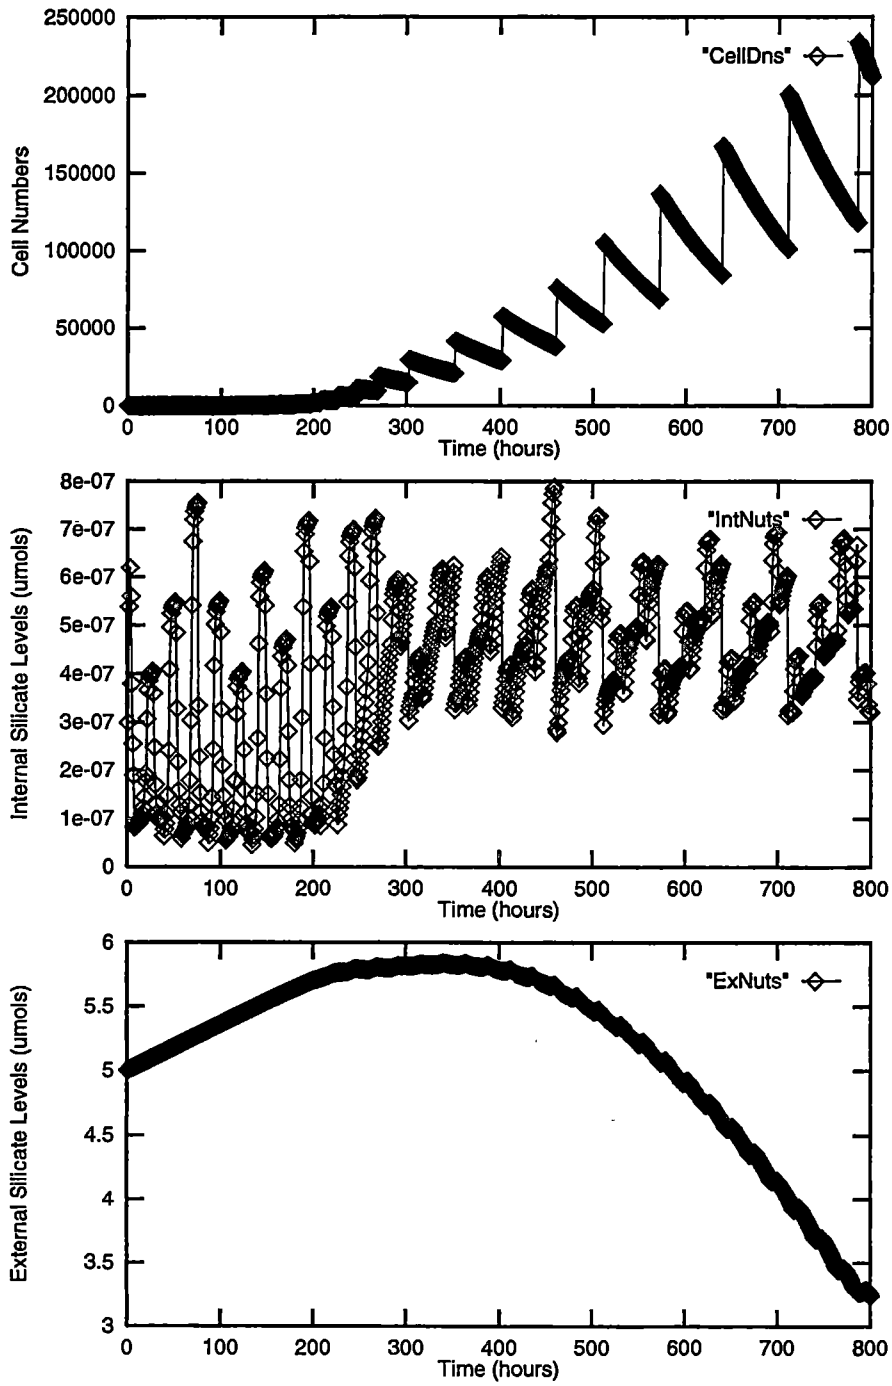 250000
200000
150000
100000
50000
0
Cell Numbers
"CellDns"
0 100 200 300 400 500 600 700 800
Time (hours)
8e-07
7e-07
6e-07
5e-07
4e-07
3e-07
2e-07
1e-07
0
Internal Silicate Levels (umols)
"IntNuts"
0 100 200 300 400 500 600 700 800
Time (hours)
6
5.5
5
4.5
4
3.5
3
External Silicate Levels (umols)
"ExNuts"
0 100 200 300 400 500 600 700 800
Time (hours)